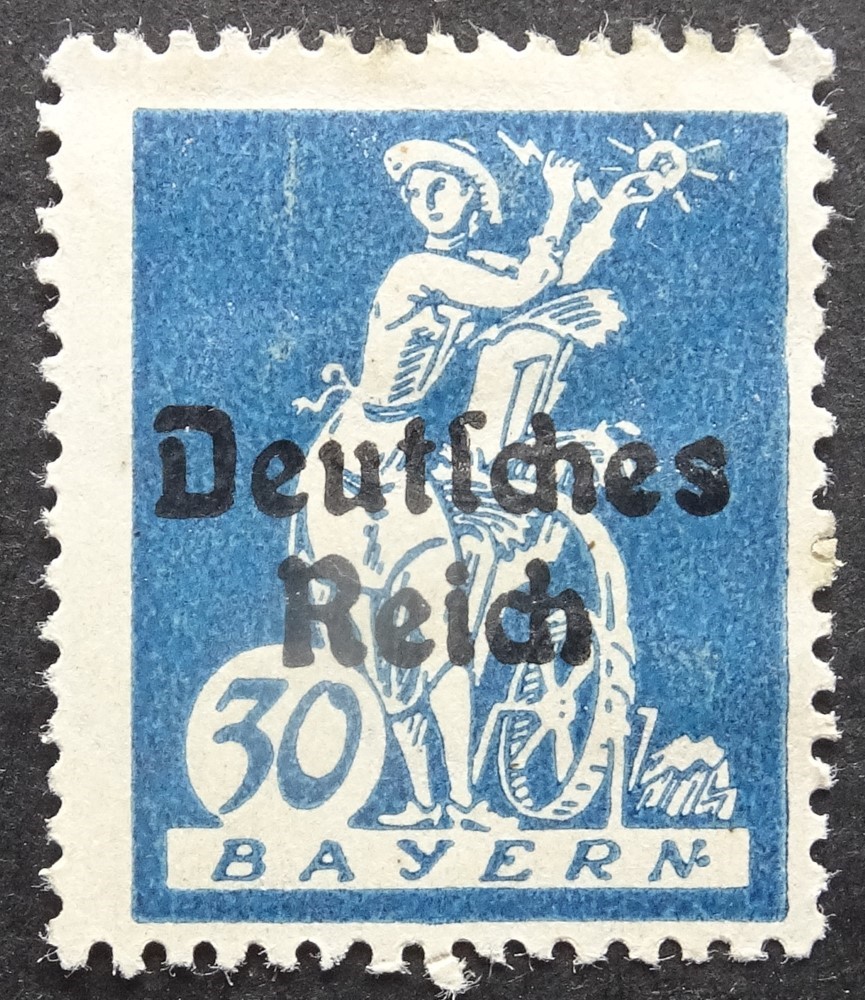 Deutſches
Reich
30
BAYERN